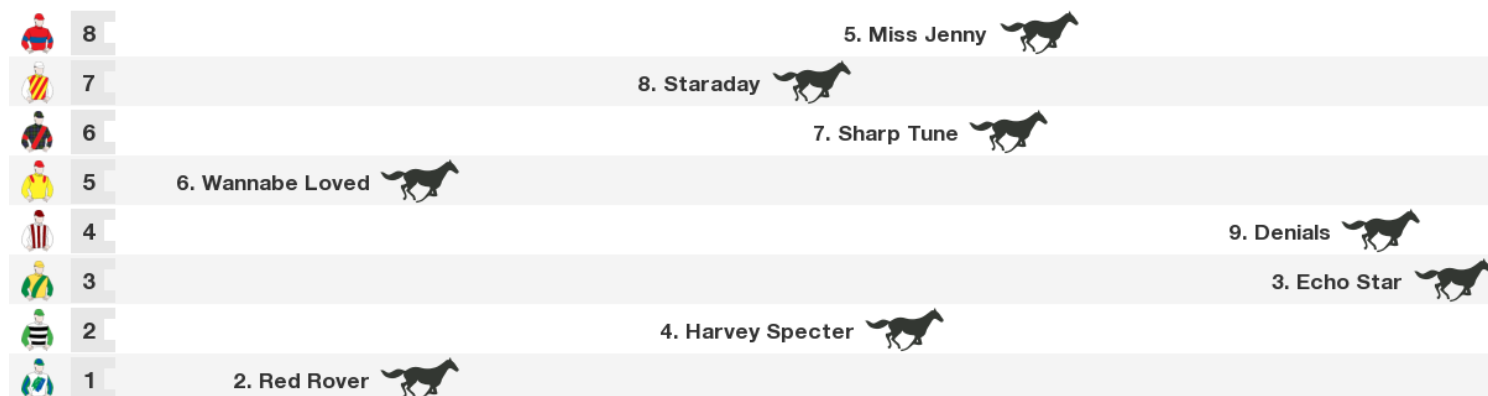 8 5. Miss Jenny
7 8. Staraday
6 7. Sharp Tune
5 6. Wannabe Loved
4 9. Denials
3 3. Echo Star
2 4. Harvey Specter
1 2. Red Rover